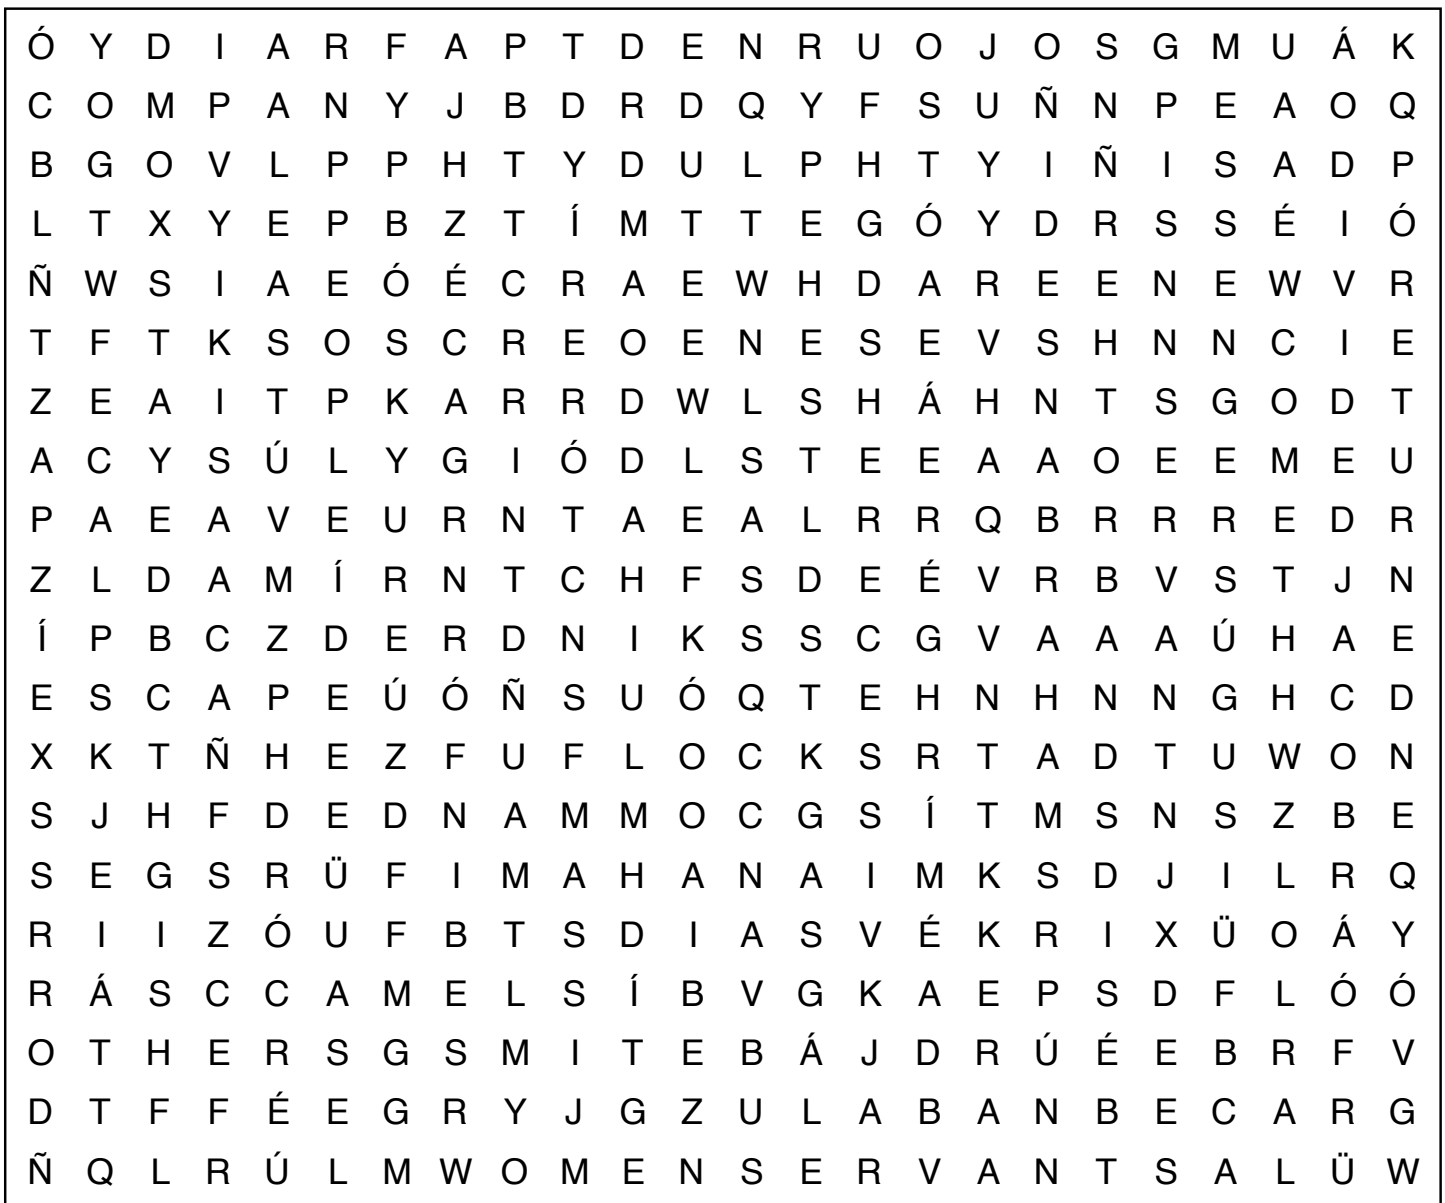 Ó Y D I A R F A P T D E N R U O J O S G M U Á K
C O M P A N Y J B D R D Q Y F S U Ñ N P E A O Q
B G O V L P P H T Y D U L P H T Y I Ñ I S A D P
L T X Y E P B Z T Í M T T E G Ó Y D R S S É I Ó
Ñ W S I A E Ó É C R A E W H D A R E E N E W V R
T F T K S O S C R E O E N E S E V S H N N C I E
Z E A I T P K A R R D W L S H Á H N T S G O D T
A C Y S Ú L Y G I Ó D L S T E E A A O E E M E U
P A E A V E U R N T A E A L R R Q B R R R E D R
Z L D A M Í R N T C H F S D E É V R B V S T J N
Í P B C Z D E R D N I K S S C G V A A A Ú H A E
E S C A P E Ú Ó Ñ S U Ó Q T E H N H N N G H C D
X K T Ñ H E Z F U F L O C K S R T A D T U W O N
S J H F D E D N A M M O C G S Í T M S N S Z B E
S E G S R Ü F I M A H A N A I M K S D J I L R Q
R I I Z Ó U F B T S D I A S V É K R I X Ü O Á Y
R Á S C C A M E L S Í B V G K A E P S D F L Ó Ó
O T H E R S G S M I T E B Á J D R Ú É E B R F V
D T F F É E G R Y J G Z U L A B A N B E C A R G
Ñ Q L R Ú L M W O M E N S E R V A N T S A L Ü W